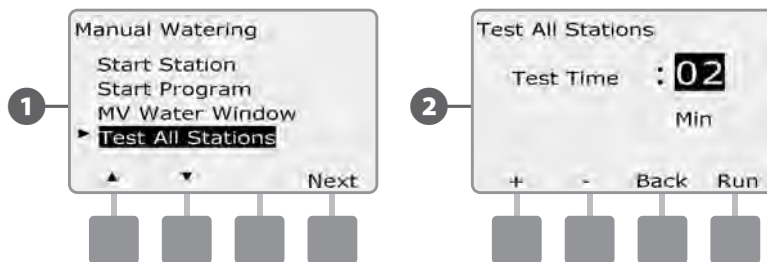 1
Manual Watering
Start Station
Start Program
MV Water Window
► Test All Stations
▲ ▼ Next
2
Test All Stations
Test Time :02
Min
+ - Back Run